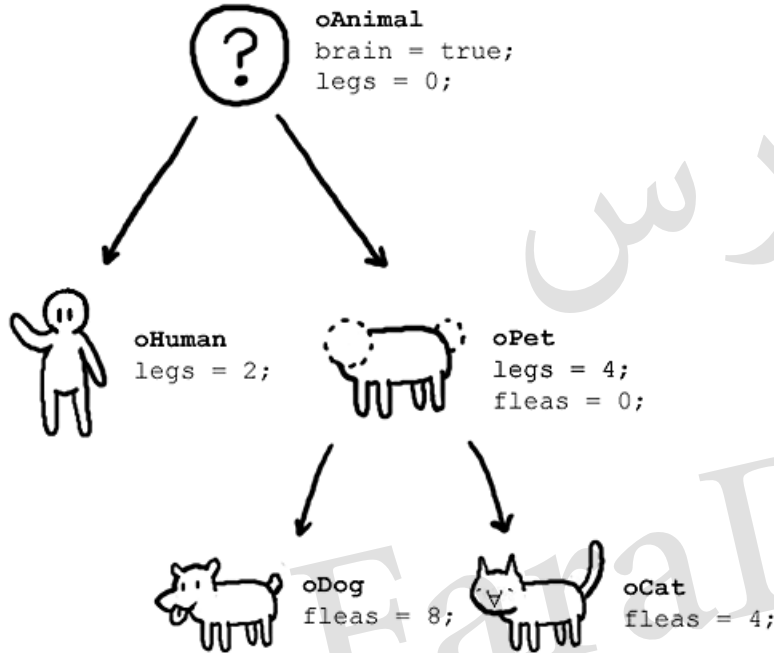 ?
oAnimal
brain = true;
legs = 0;
oHuman
legs = 2;
oPet
legs = 4;
fleas = 0;
oDog
fleas = 8;
oCat
fleas = 4;